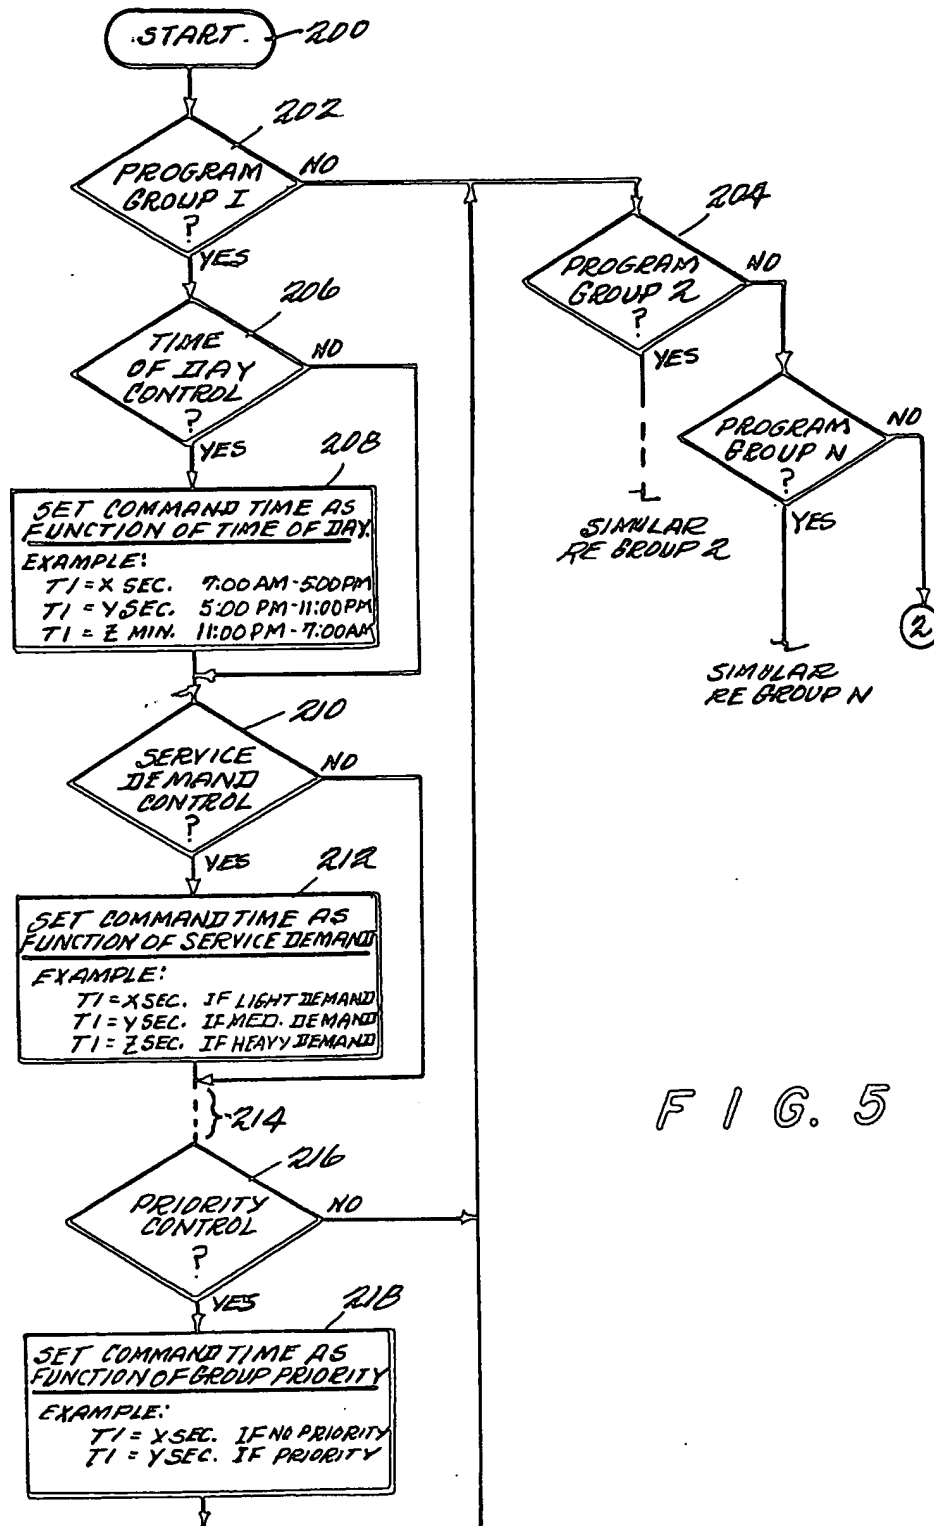 START.
200
202
PROGRAM
GROUP I
?
NO
YES
204
PROGRAM
GROUP 2
?
NO
YES
SIMULAR
RE GROUP 2
PROGRAM
GROUP N
?
NO
YES
SIMULAR
RE GROUP N
2
206
TIME
OF DAY
CONTROL
?
NO
YES
208
SET COMMAND TIME AS
FUNCTION OF TIME OF DAY.
EXAMPLE:
T1 = X SEC. 7:00 AM - 5:00 PM
T1 = Y SEC. 5:00 PM - 11:00 PM
T1 = Z MIN. 11:00 PM - 7:00 AM
210
SERVICE
DEMAND
CONTROL
?
NO
YES
212
SET COMMAND TIME AS
FUNCTION OF SERVICE DEMAND
EXAMPLE:
T1 = X SEC. IF LIGHT DEMAND
T1 = Y SEC. IF MED. DEMAND
T1 = Z SEC. IF HEAVY DEMAND
214
216
PRIORITY
CONTROL
?
NO
YES
218
SET COMMAND TIME AS
FUNCTION OF GROUP PRIORITY
EXAMPLE:
T1 = X SEC. IF NO PRIORITY
T1 = Y SEC. IF PRIORITY
FIG. 5